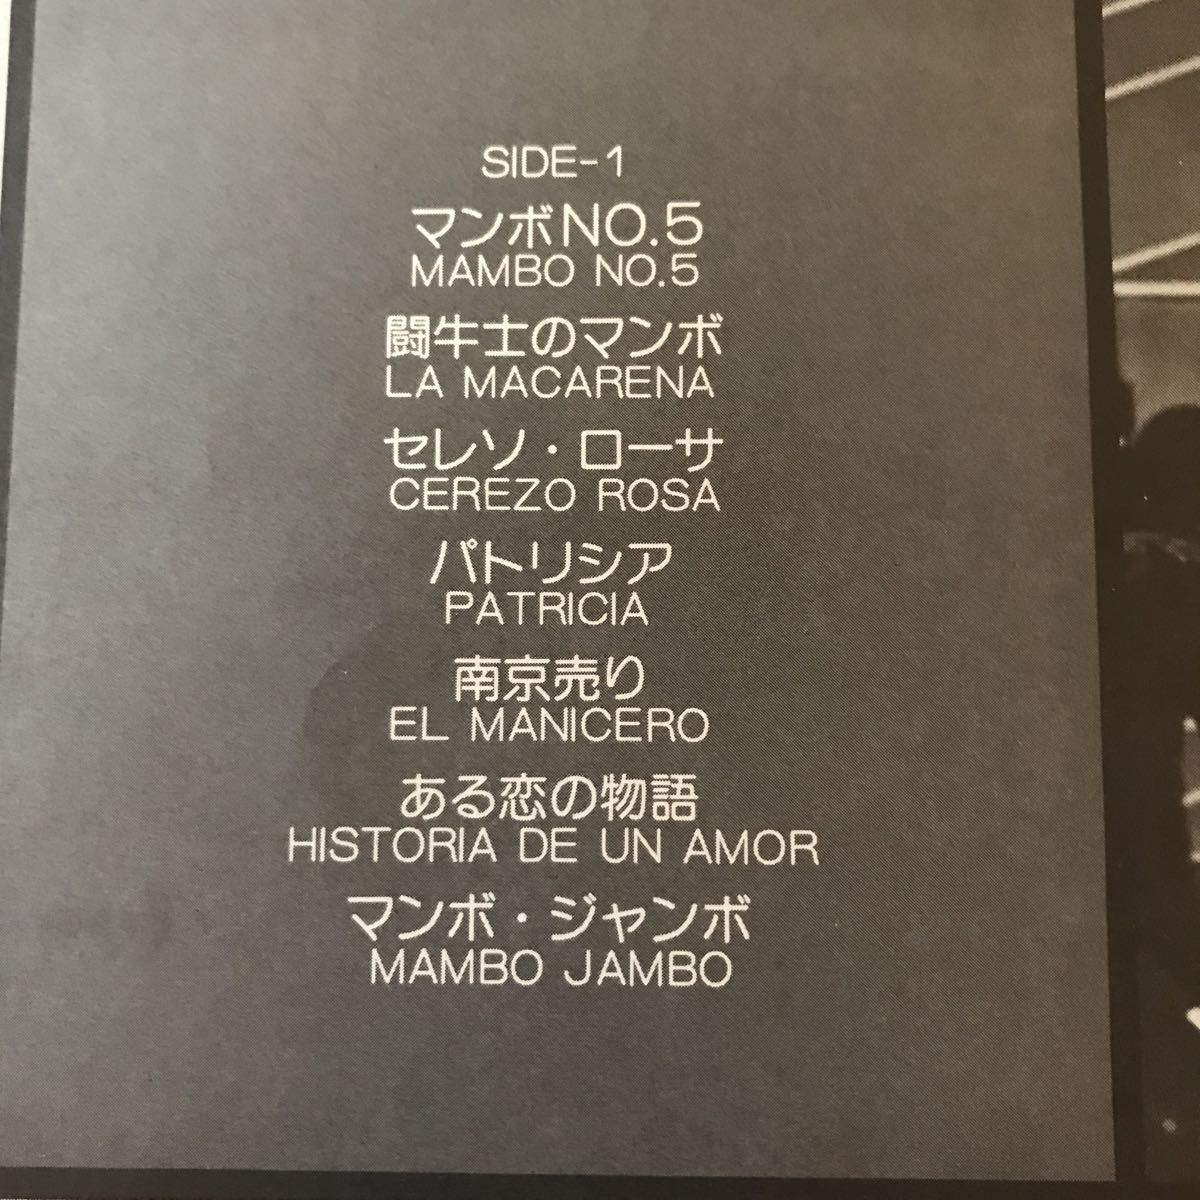 SIDE-1
マンボNO.5
MAMBO NO.5
闘牛士のマンボ
LA MACARENA
セレソ・ローサ
CEREZO ROSA
パトリシア
PATRICIA
南京売り
EL MANICERO
ある恋の物語
HISTORIA DE UN AMOR
マンボ・ジャンボ
MAMBO JAMBO